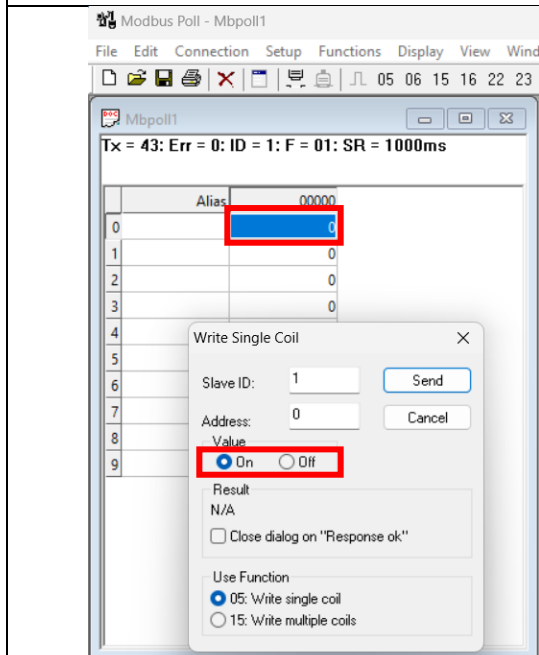 Modbus Poll - Mbpoll1
File Edit Connection Setup Functions Display View Wind
05 06 15 16 22 23
Mbpoll1
Tx = 43: Err = 0: ID = 1: F = 01: SR = 1000ms
Alias 00000
0 0
1 0
2 0
3 0
4
5
6
7
8
9
Write Single Coil
Slave ID: 1 Send
Address: 0 Cancel
Value
On Off
Result
N/A
Close dialog on "Response ok"
Use Function
05: Write single coil
15: Write multiple coils